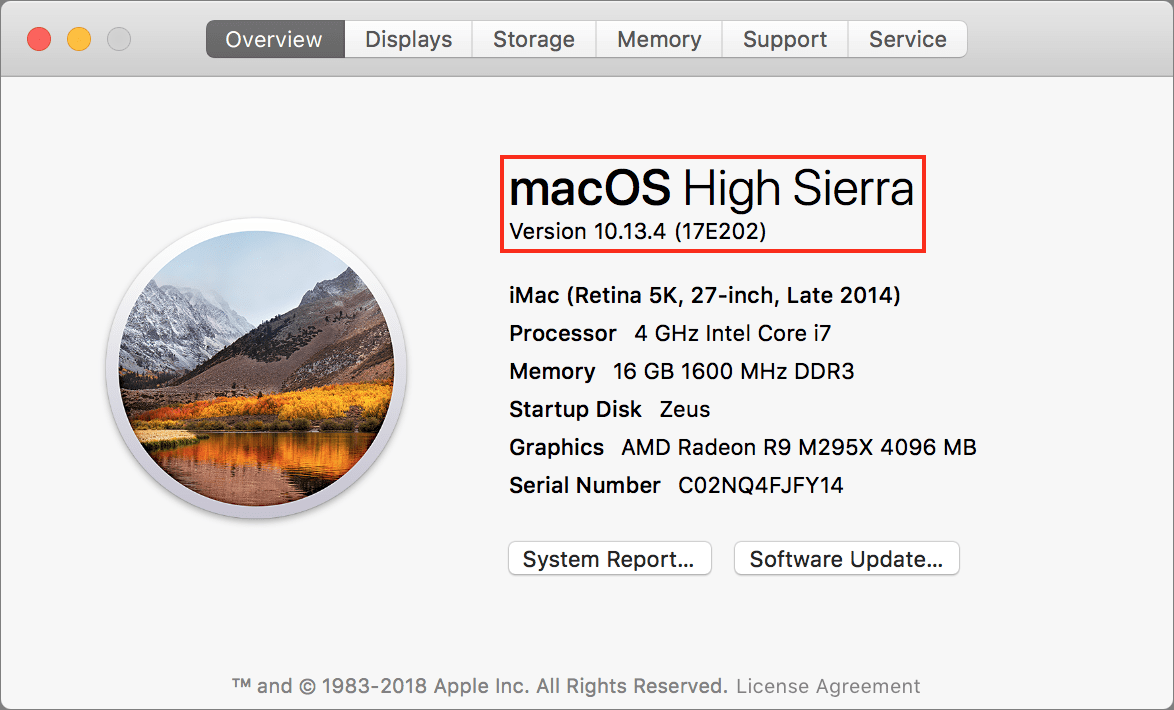 Overview Displays Storage Memory Support Service
macOS High Sierra
Version 10.13.4 (17E202)
iMac (Retina 5K, 27-inch, Late 2014)
Processor 4 GHz Intel Core i7
Memory 16 GB 1600 MHz DDR3
Startup Disk Zeus
Graphics AMD Radeon R9 M295X 4096 MB
Serial Number C02NQ4FJFY14
System Report... Software Update...
™ and © 1983-2018 Apple Inc. All Rights Reserved. License Agreement